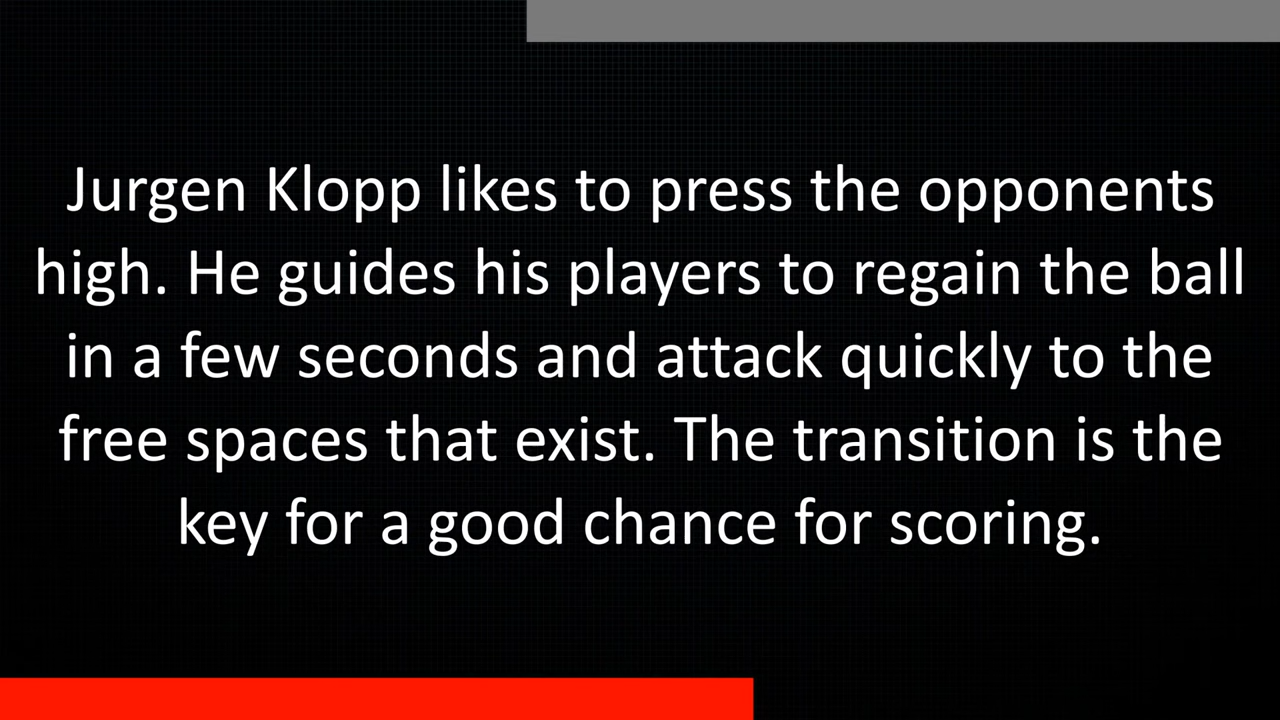 Jurgen Klopp likes to press the opponents
high. He guides his players to regain the ball
in a few seconds and attack quickly to the
free spaces that exist. The transition is the
key for a good chance for scoring.